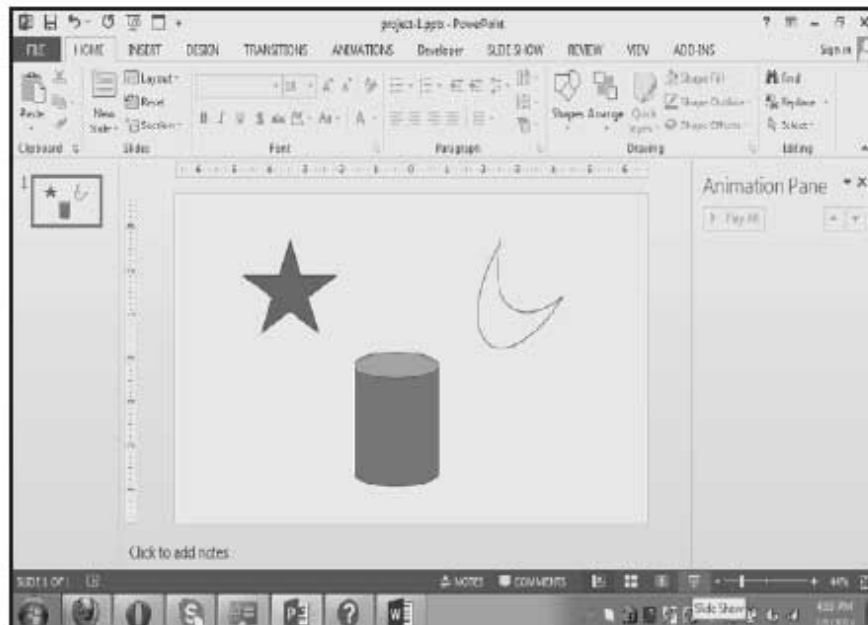 project-1.pptx - PowerPoint
FILE HOME INSERT DESIGN TRANSITIONS ANIMATIONS Developer SLIDE SHOW REVIEW VIEW ADD-INS Sign in
Paste
New Slide
Layout
Reset
Section
Shapes Arrange Quick Styles
Shape Fill
Shape Outline
Shape Effects
Find
Replace
Select
Clipboard Slides Font Paragraph Drawing Editing
1
Animation Pane
Play All
Click to add notes
SLIDE 1 OF 1 NOTES COMMENTS 44%
Slide Show